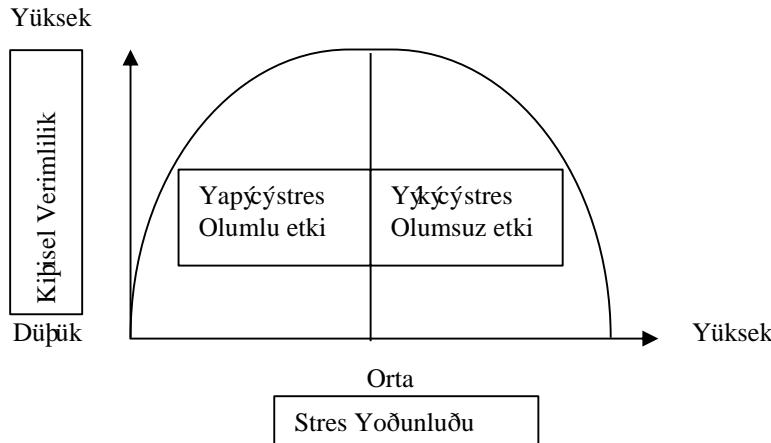 Yüksek
Kiþisel Verimlilik
Yapýcýstres
Olumlu etki
Yýkýcýstres
Olumsuz etki
Düþük
Yüksek
Orta
Stres Yoðunluðu